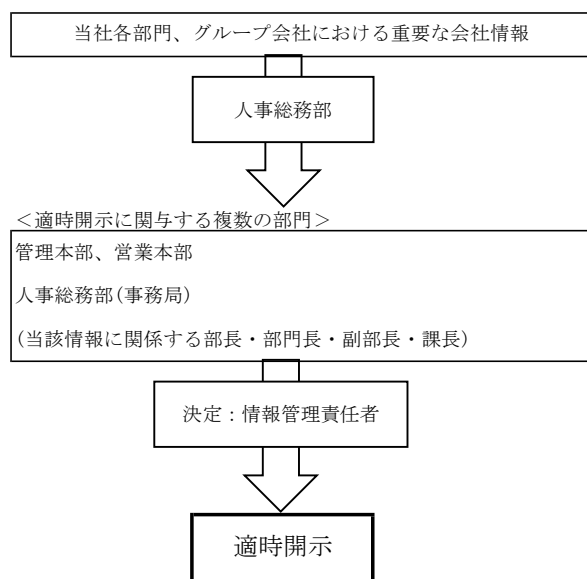 当社各部門、グループ会社における重要な会社情報
人事総務部
＜適時開示に関与する複数の部門＞
管理本部、営業本部
人事総務部(事務局)
(当該情報に関係する部長・部門長・副部長・課長)
決定：情報管理責任者
適時開示